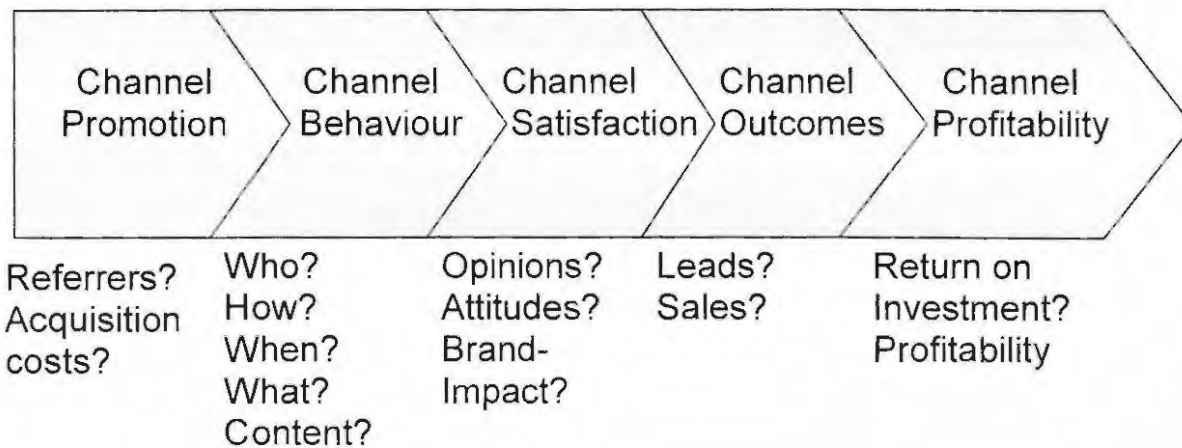 Channel
Promotion
Channel
Behaviour
Channel
Satisfaction
Channel
Outcomes
Channel
Profitability
Referrers?
Acquisition
costs?
Who?
How?
When?
What?
Content?
Opinions?
Attitudes?
Brand-
Impact?
Leads?
Sales?
Return on
Investment?
Profitability